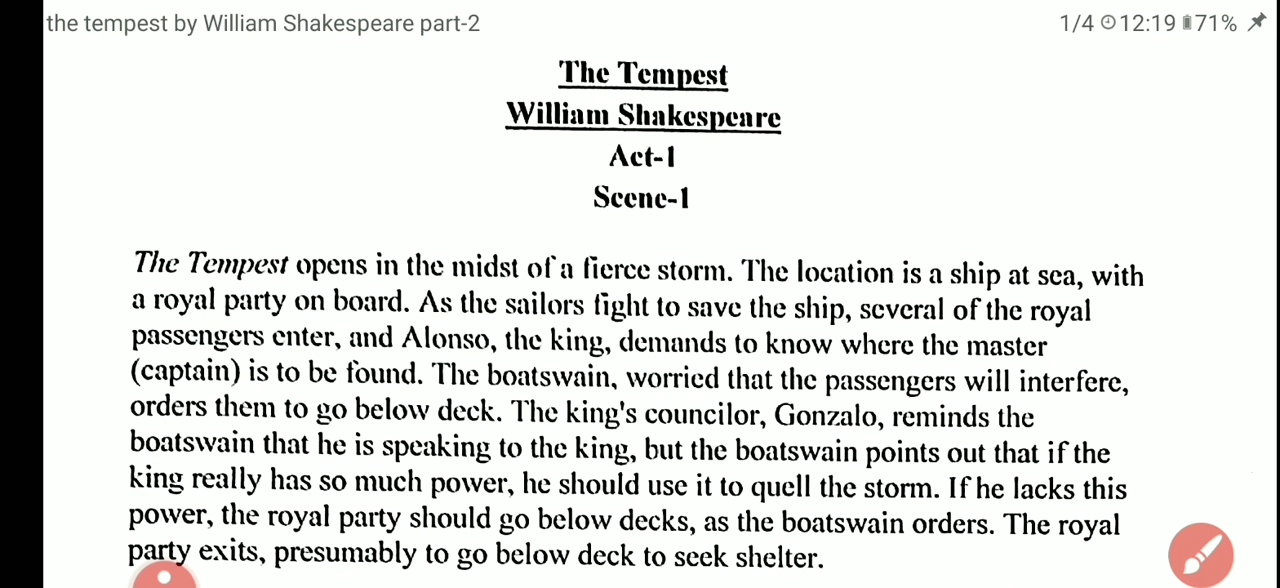 the tempest by William Shakespeare part-2 1/4 12:19 71%
The Tempest
William Shakespeare
Act-1
Scene-1
The Tempest opens in the midst of a fierce storm. The location is a ship at sea, with
a royal party on board. As the sailors fight to save the ship, several of the royal
passengers enter, and Alonso, the king, demands to know where the master
(captain) is to be found. The boatswain, worried that the passengers will interfere,
orders them to go below deck. The king's councilor, Gonzalo, reminds the
boatswain that he is speaking to the king, but the boatswain points out that if the
king really has so much power, he should use it to quell the storm. If he lacks this
power, the royal party should go below decks, as the boatswain orders. The royal
party exits, presumably to go below deck to seek shelter.